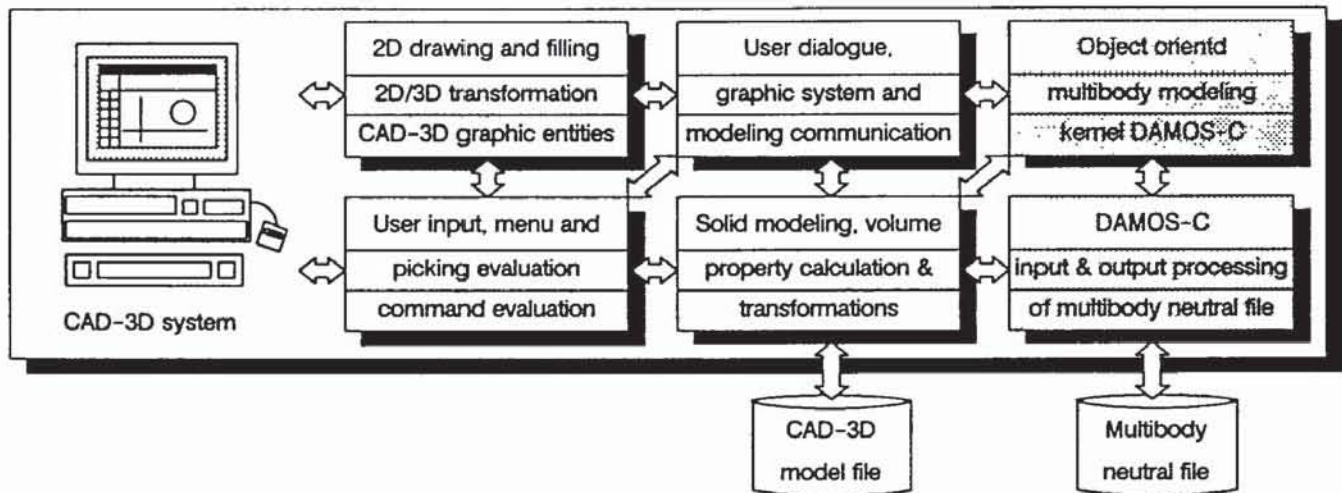 2D drawing and filling
2D/3D transformation
CAD-3D graphic entities
User dialogue,
graphic system and
modeling communication
Object orientd
multibody modeling
kernel DAMOS-C
User input, menu and
picking evaluation
command evaluation
Solid modeling, volume
property calculation &
transformations
DAMOS-C
input & output processing
of multibody neutral file
CAD-3D system
CAD-3D
model file
Multibody
neutral file